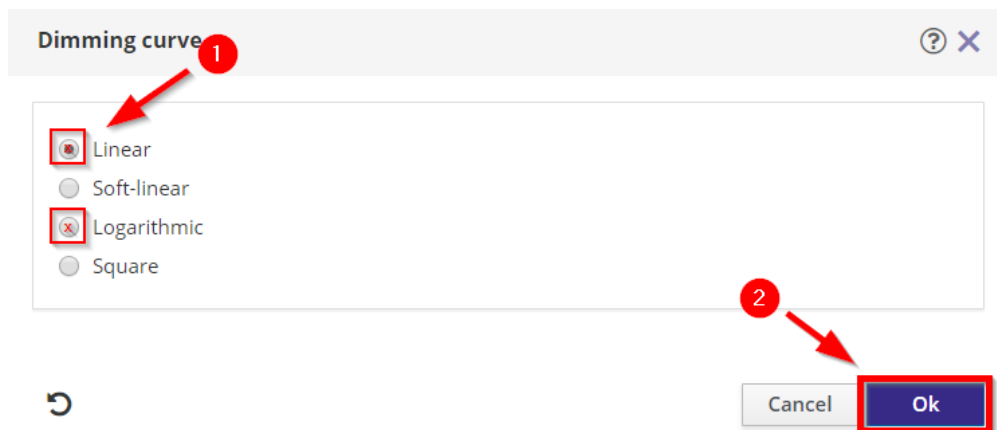 Dimming curve
1
Linear
Soft-linear
x Logarithmic
Square
2
Cancel Ok